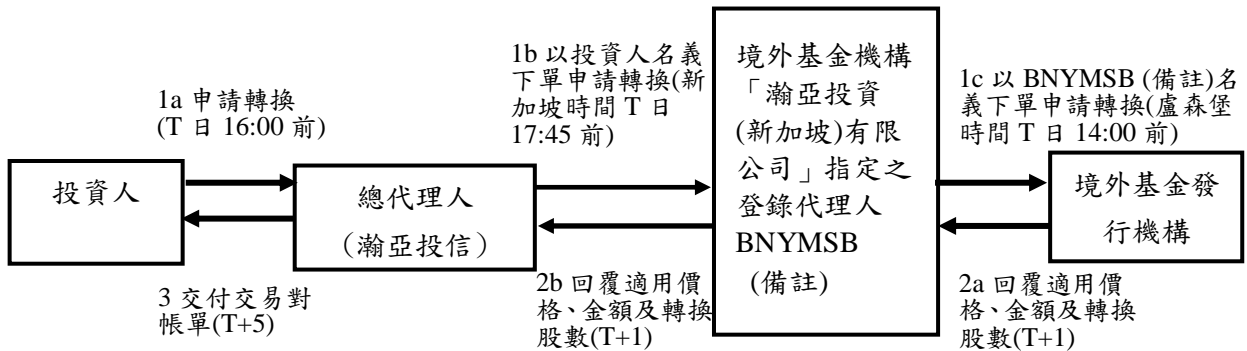 1a 申請轉換
(T 日 16:00 前)
投資人
3 交付交易對
帳單(T+5)
總代理人
（瀚亞投信）
1b 以投資人名義
下單申請轉換(新
加坡時間 T 日
17:45 前)
2b 回覆適用價
格、金額及轉換
股數(T+1)
境外基金機構
「瀚亞投資
(新加坡)有限
公司」指定之
登錄代理人
BNYMSB
(備註)
1c 以 BNYMSB (備註)名
義下單申請轉換(盧森堡
時間 T 日 14:00 前)
境外基金發
行機構
2a 回覆適用價
格、金額及轉換
股數(T+1)